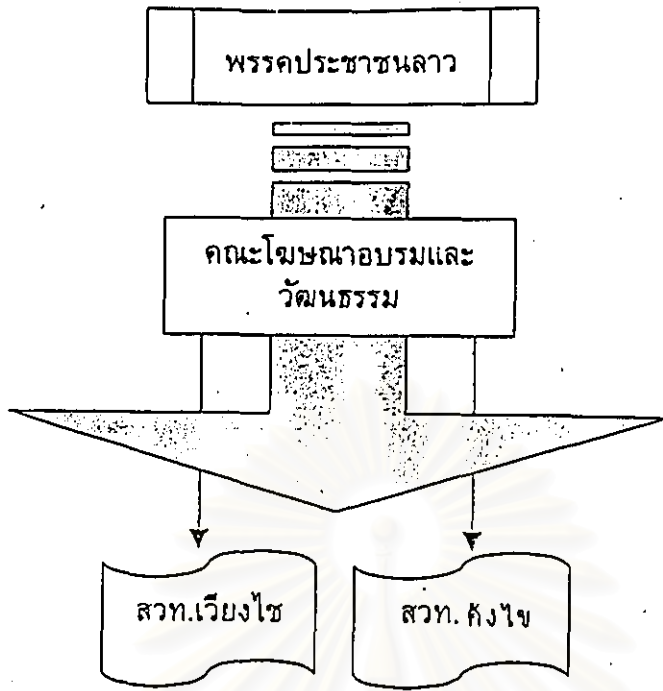 พรรคประชาชนลาว
คณะโฆษณาอบรมและ
วัฒนธรรม
สวท.เวียงไช
สวท. คังไข